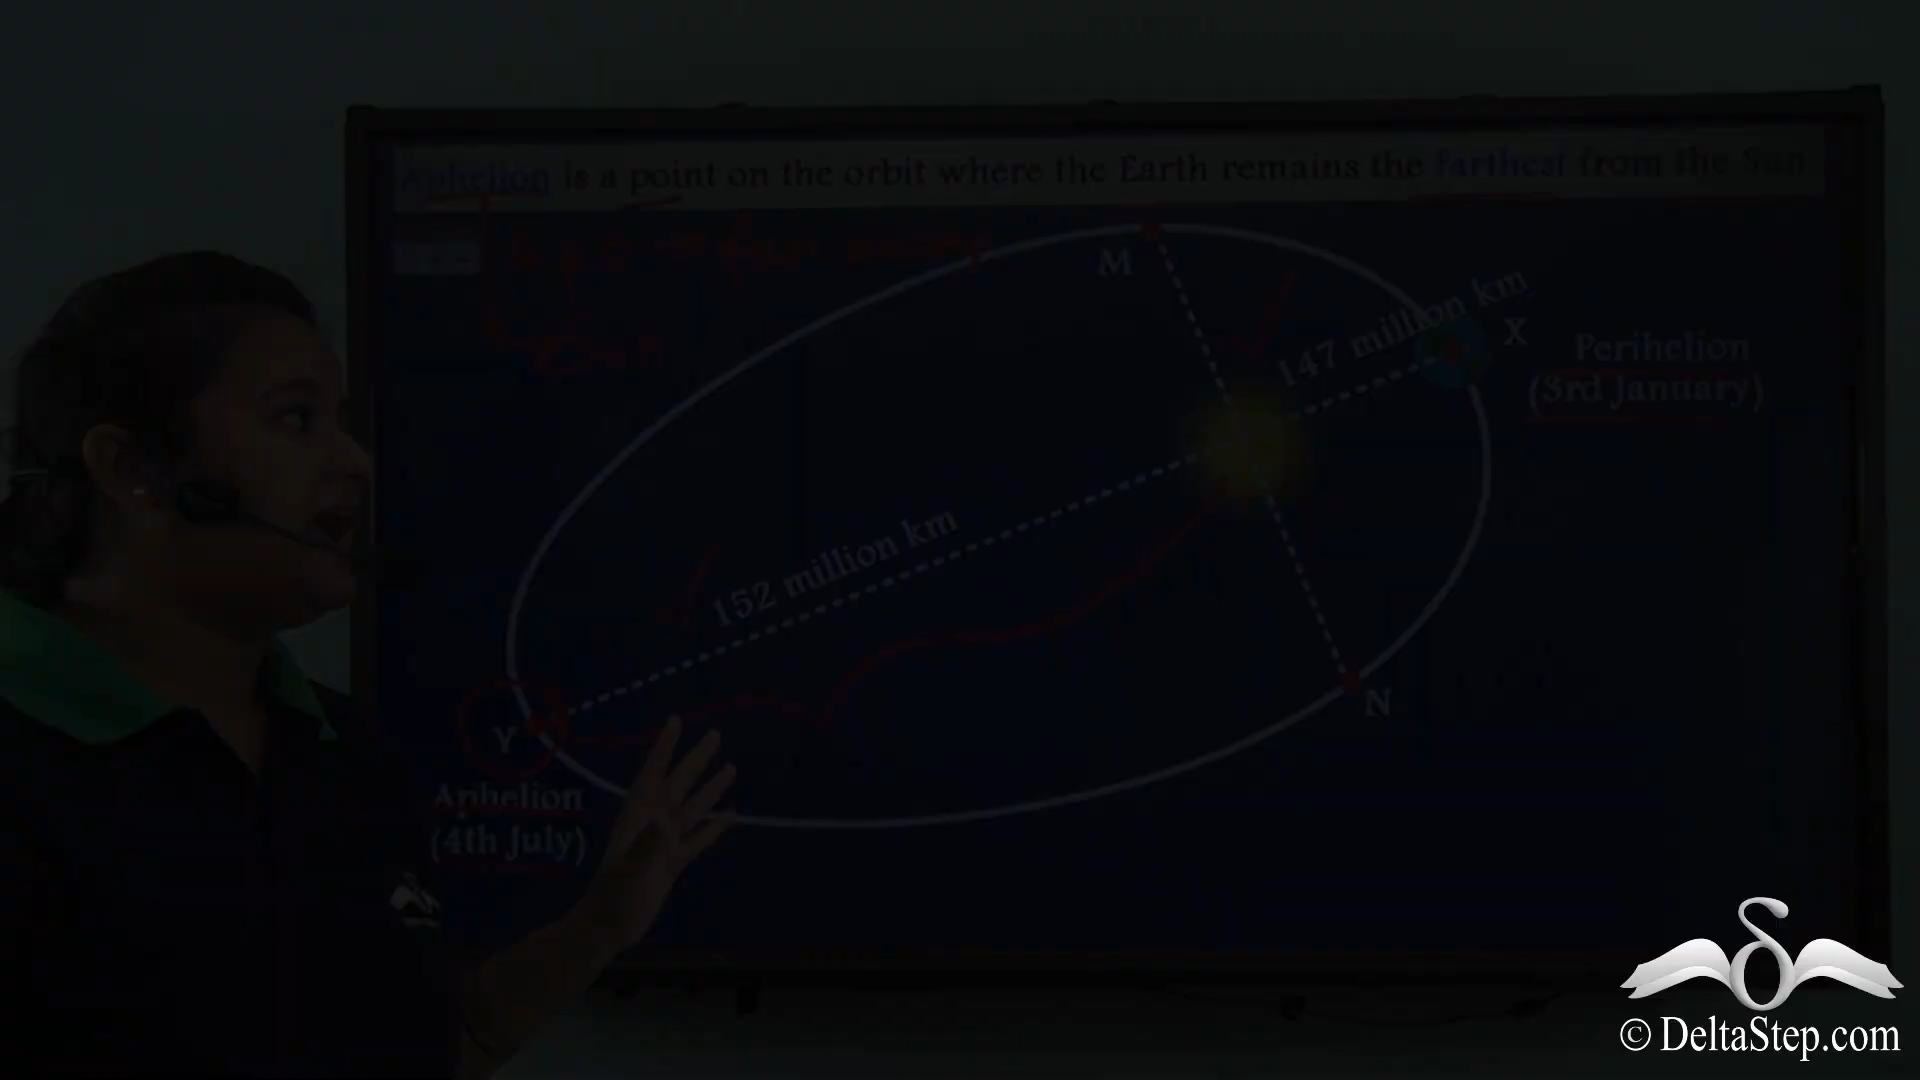 Aphelion is a point on the orbit where the Earth remains the Farthest from the Sun
M
147 million km
X
Perihelion
(3rd January)
152 million km
N
Y
Aphelion
(4th July)
© DeltaStep.com